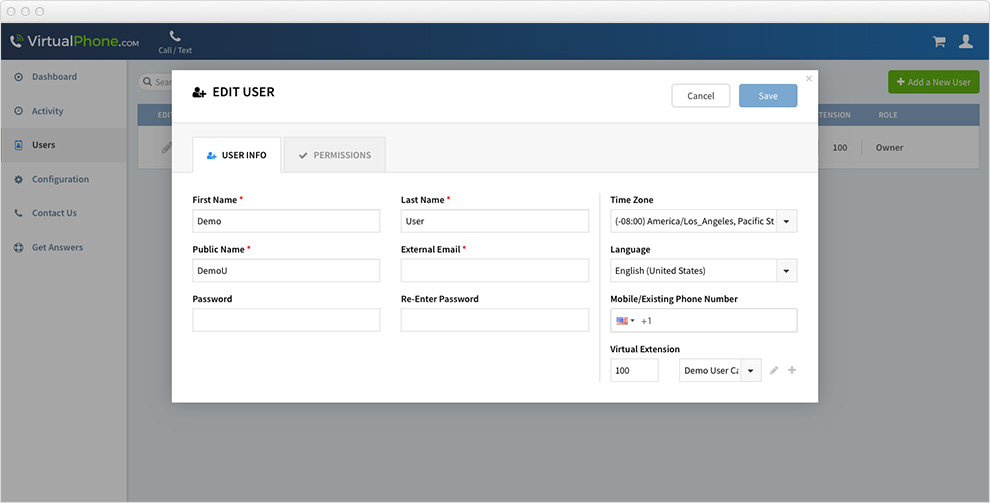 VirtualPhone.com
Call / Text
Dashboard
Activity
Users
Configuration
Contact Us
Get Answers
Add a New User
TENSION
ROLE
100
Owner
EDIT USER
Cancel
Save
×
USER INFO
PERMISSIONS
First Name *
Last Name *
Demo
User
Public Name *
External Email *
DemoU
Password
Re-Enter Password
Time Zone
(-08:00) America/Los_Angeles, Pacific St
Language
English (United States)
Mobile/Existing Phone Number
+1
Virtual Extension
100
Demo User Ca